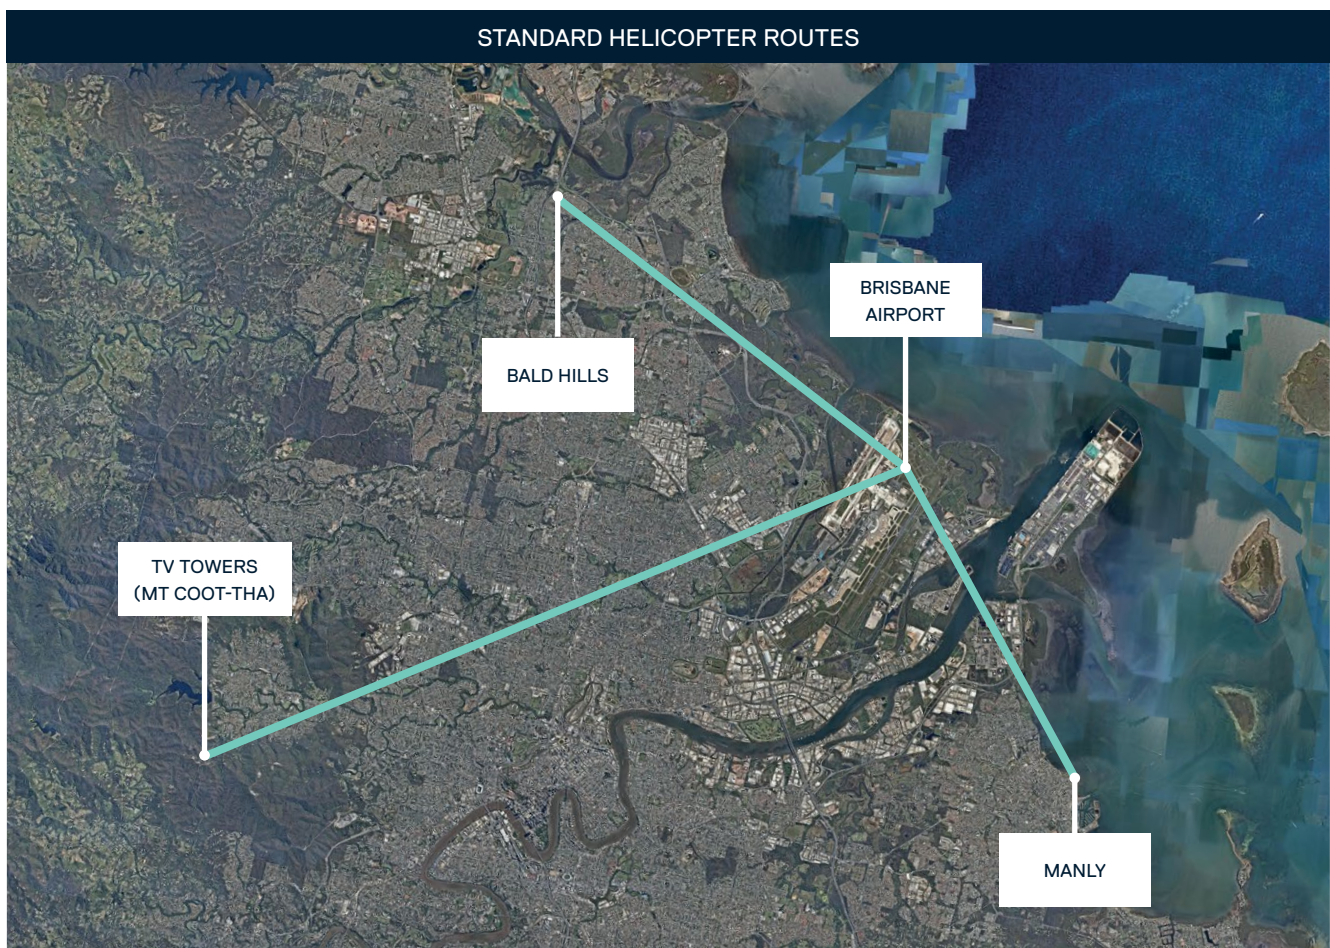 STANDARD HELICOPTER ROUTES
BRISBANE
AIRPORT
BALD HILLS
TV TOWERS
(MT COOT-THA)
MANLY